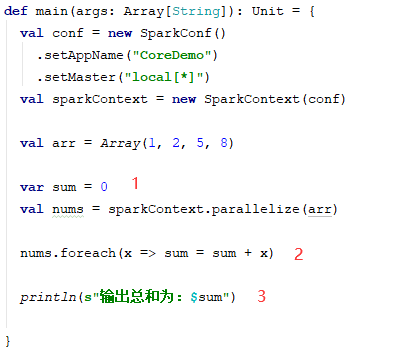 def main(args: Array[String]): Unit = {
val conf = new SparkConf()
.setAppName("CoreDemo")
.setMaster("local[*]")
val sparkContext = new SparkContext(conf)
val arr = Array(1, 2, 5, 8)
var sum = 0 1
val nums = sparkContext.parallelize(arr)
nums.foreach(x => sum = sum + x) 2
println(s"输出总和为：$sum") 3
}